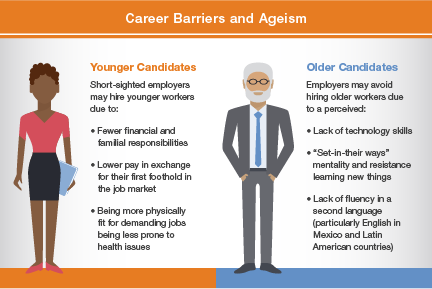 Career Barriers and Ageism
Younger Candidates
Short-sighted employers
may hire younger workers
due to:
• Fewer financial and
familial responsibilities
• Lower pay in exchange
for their first foothold in
the job market
• Being more physically
fit for demanding jobs
being less prone to
health issues
Older Candidates
Employers may avoid
hiring older workers due
to a perceived:
• Lack of technology skills
• “Set-in-their ways”
mentality and resistance
learning new things
• Lack of fluency in a
second language
(particularly English in
Mexico and Latin
American countries)